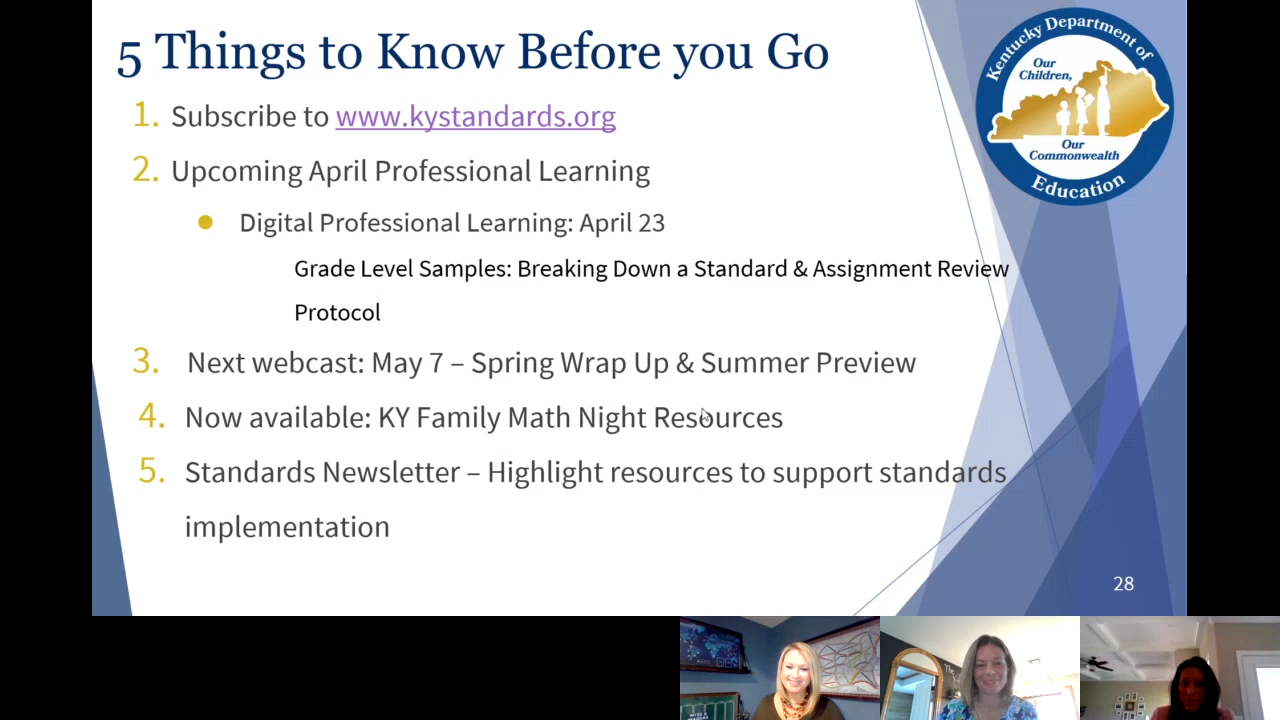 5 Things to Know Before you Go
Kentucky Department of
Our
Children,
Our
Commonwealth
Education
1. Subscribe to www.kystandards.org
2. Upcoming April Professional Learning
● Digital Professional Learning: April 23
Grade Level Samples: Breaking Down a Standard & Assignment Review
Protocol
3. Next webcast: May 7 – Spring Wrap Up & Summer Preview
4. Now available: KY Family Math Night Resources
5. Standards Newsletter – Highlight resources to support standards
implementation
28